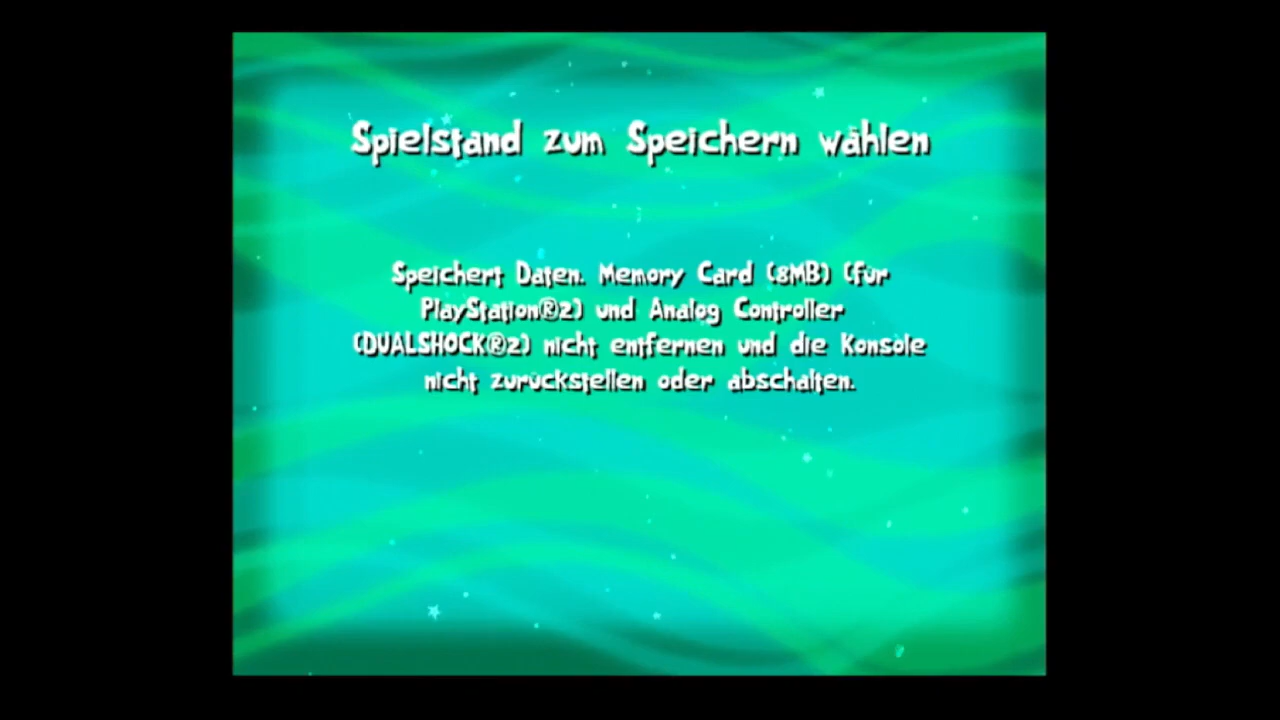 Spielstand zum Speichern wählen
Speichert Daten. Memory Card (8MB) (für
PlayStation®2) und Analog Controller
(DUALSHOCK®2) nicht entfernen und die Konsole
nicht zurückstellen oder abschalten.